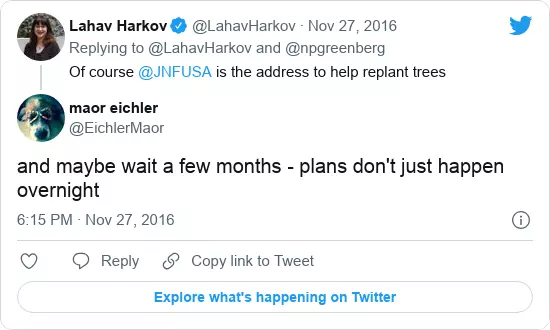 Lahav Harkov @LahavHarkov · Nov 27, 2016
Replying to @LahavHarkov and @npgreenberg
Of course @JNFUSA is the address to help replant trees
maor eichler
@EichlerMaor
and maybe wait a few months - plans don't just happen
overnight
6:15 PM · Nov 27, 2016
Reply Copy link to Tweet
Explore what's happening on Twitter